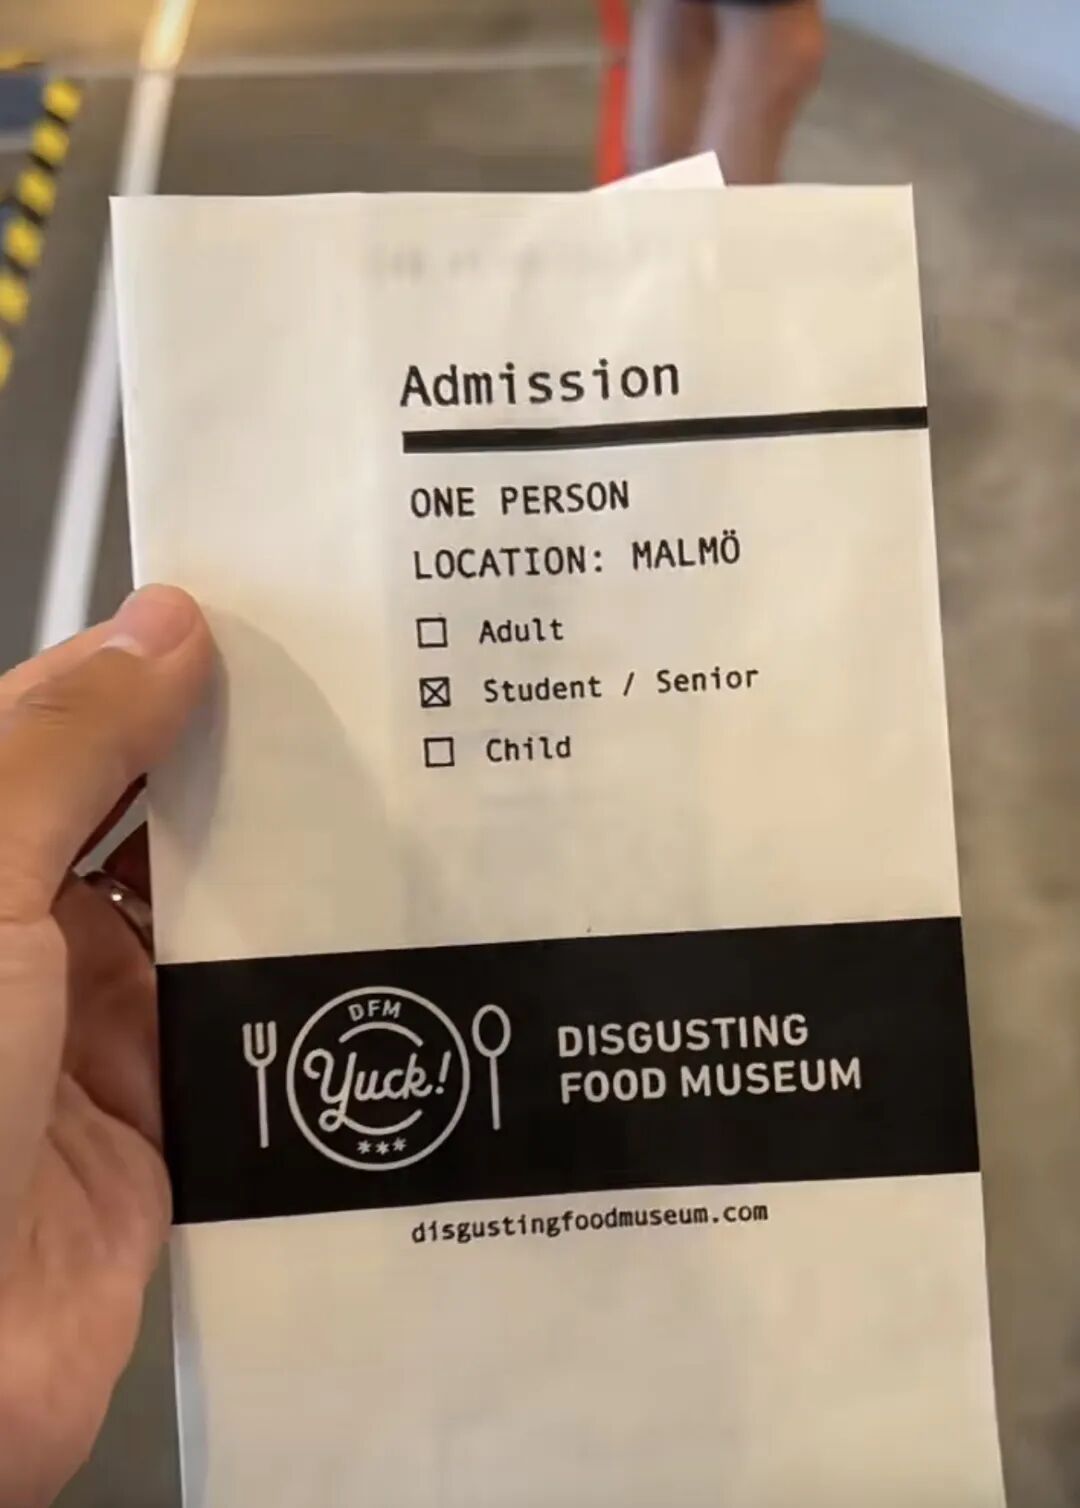 Admission
ONE PERSON
LOCATION: MALMÖ
☐ Adult
☒ Student / Senior
☐ Child
DFM
Yuck!
***
DISGUSTING
FOOD MUSEUM
disgustingfoodmuseum.com